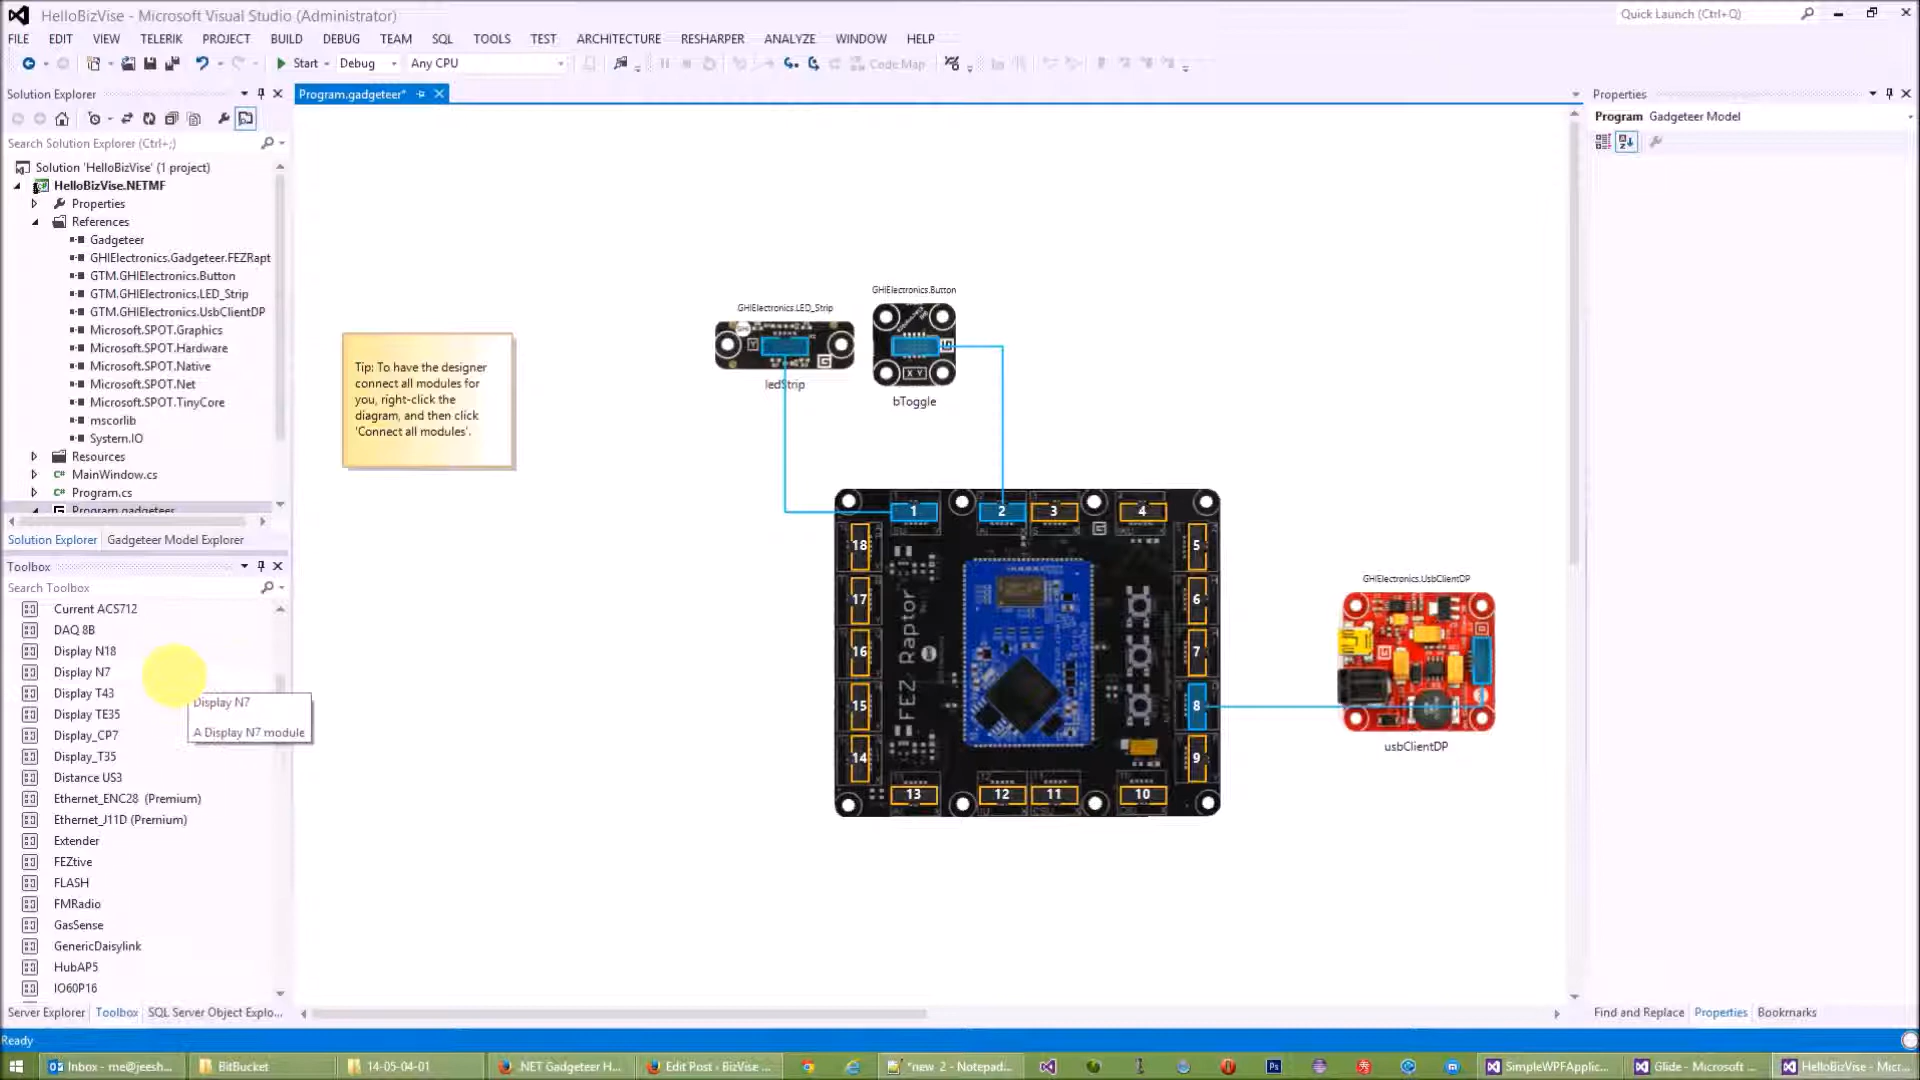 HelloBizVise - Microsoft Visual Studio (Administrator)
Quick Launch (Ctrl+Q)
FILE EDIT VIEW TELERIK PROJECT BUILD DEBUG TEAM SQL TOOLS TEST ARCHITECTURE RESHARPER ANALYZE WINDOW HELP
Start Debug Any CPU Code Map
Solution Explorer
Search Solution Explorer (Ctrl+;)
Solution 'HelloBizVise' (1 project)
HelloBizVise.NETMF
Properties
References
Gadgeteer
GHIElectronics.Gadgeteer.FEZRapt
GTM.GHIElectronics.Button
GTM.GHIElectronics.LED_Strip
GTM.GHIElectronics.UsbClientDP
Microsoft.SPOT.Graphics
Microsoft.SPOT.Hardware
Microsoft.SPOT.Native
Microsoft.SPOT.Net
Microsoft.SPOT.TinyCore
mscorlib
System.IO
Resources
MainWindow.cs
Program.cs
Program.gadgeteer
Solution Explorer Gadgeteer Model Explorer
Toolbox
Search Toolbox
Current ACS712
DAQ 8B
Display N18
Display N7
Display T43
Display TE35
Display_CP7
Display_T35
Distance US3
Ethernet_ENC28 (Premium)
Ethernet_J11D (Premium)
Extender
FEZtive
FLASH
FMRadio
GasSense
GenericDaisylink
HubAP5
IO60P16
Display N7
A Display N7 module
Server Explorer Toolbox SQL Server Object Explo...
Program.gadgeteer*
Tip: To have the designer
connect all modules for
you, right-click the
diagram, and then click
'Connect all modules'.
GHIElectronics.LED_Strip
ledStrip
GHIElectronics.Button
X Y
bToggle
1 2 3 4
5
6
7
8
9
10
11
12
13
14
15
16
17
18
FEZ Raptor
GHIElectronics.UsbClientDP
usbClientDP
Properties
Program Gadgeteer Model
Find and Replace Properties Bookmarks
Ready
Inbox - me@jeesh...
BitBucket
14-05-04-01
.NET Gadgeteer H...
Edit Post ‹ BizVise ...
*new 2 - Notepad...
SimpleWPFApplic...
Glide - Microsoft ...
HelloBizVise - Micr...